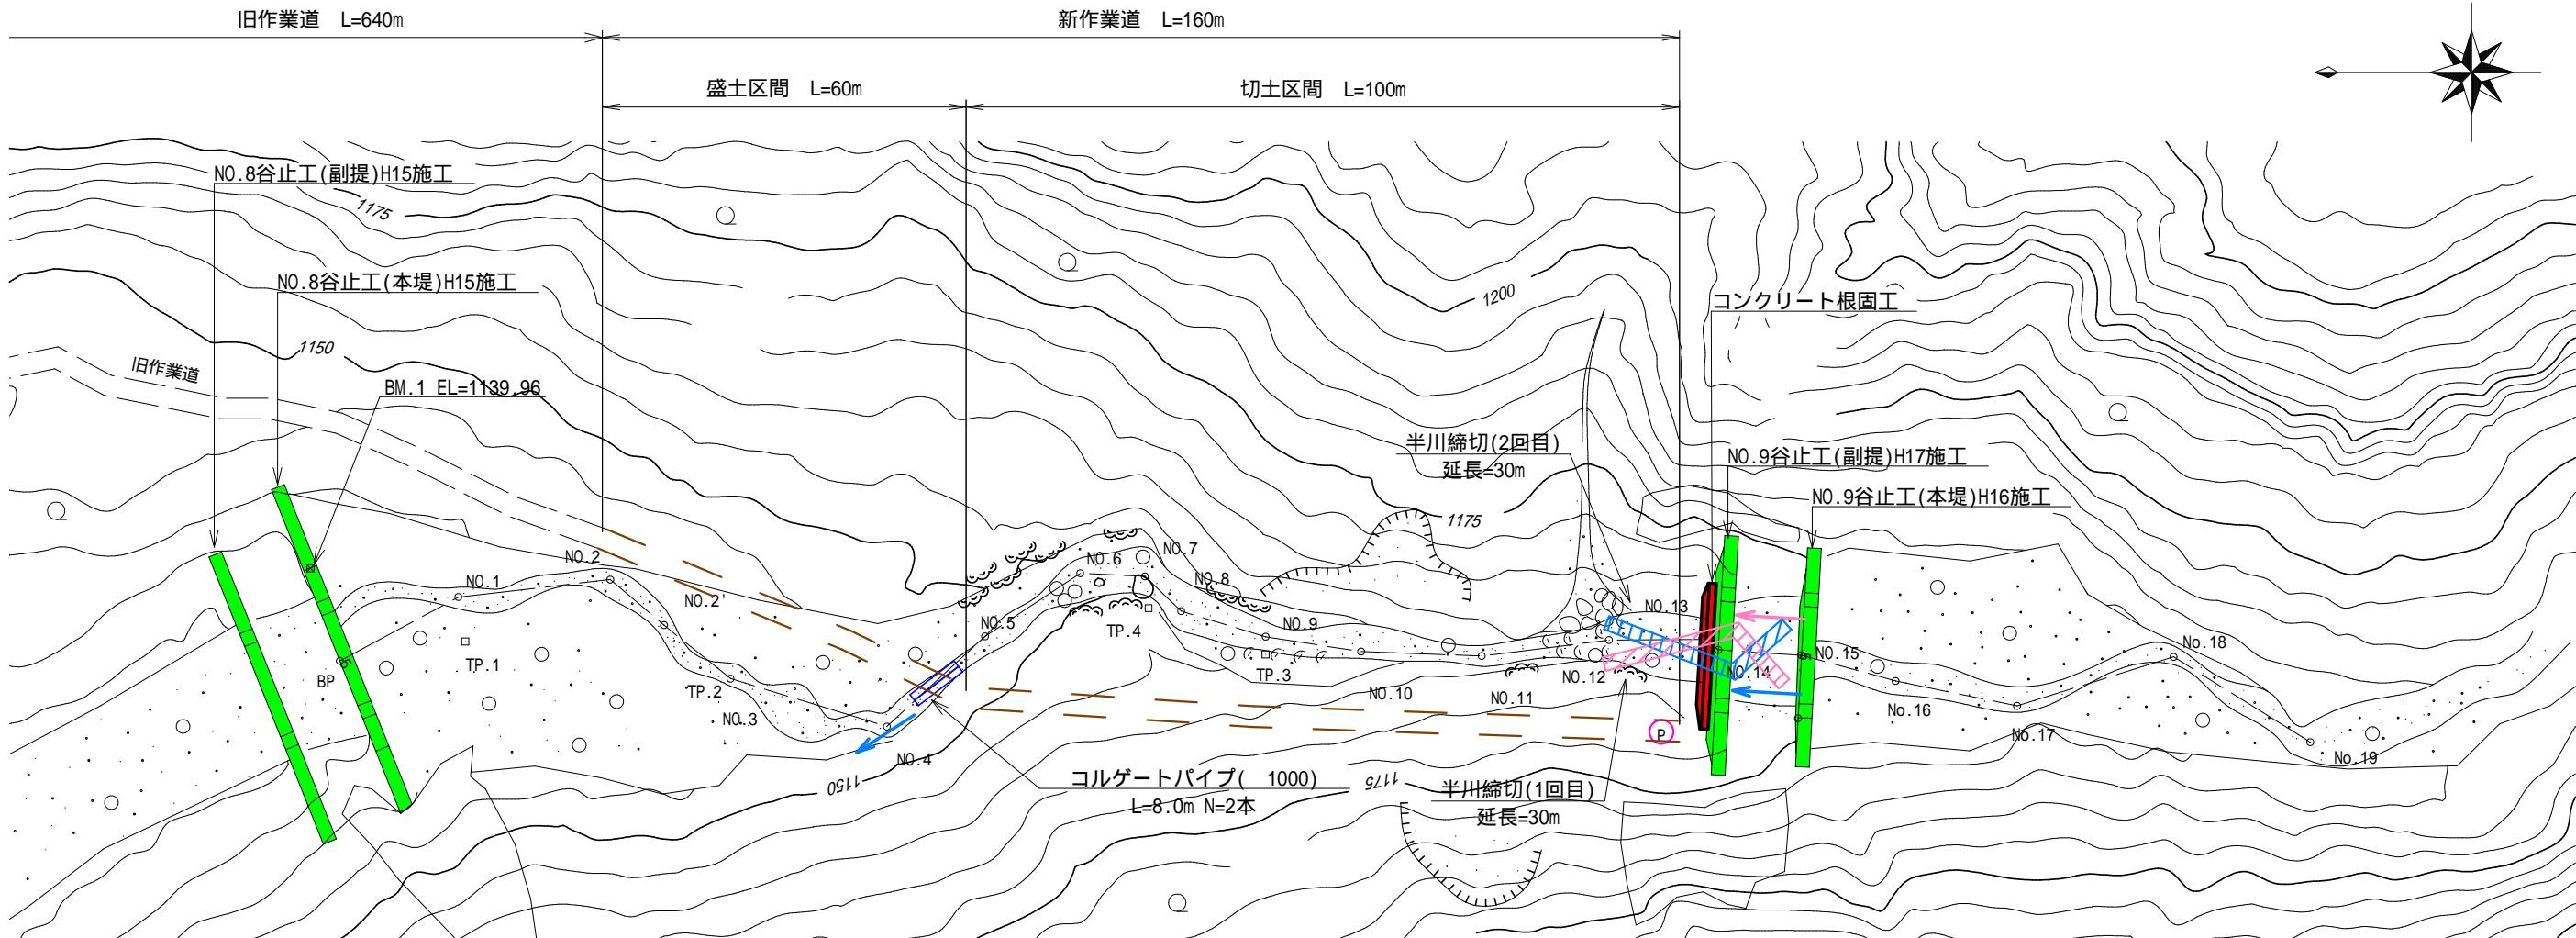 旧作業道 L=640m
新作業道 L=160m
盛土区間 L=60m
切土区間 L=100m
NO.8谷止工(副提)H15施工
1175
NO.8谷止工(本堤)H15施工
1200
コンクリート根固工
1150
旧作業道
BM.1 EL=1139.96
半川締切(2回目)
延長=30m
NO.9谷止工(副提)H17施工
NO.9谷止工(本堤)H16施工
1175
NO.2
NO.1
NO.2'
NO.6
NO.7
NO.8
NO.5
NO.9
TP.4
NO.13
No.18
NO.15
TP.1
BP
TP.2
NO.3
TP.3
NO.12
NO.14
NO.10
NO.11
No.16
No.17
No.19
P
NO.4
1150
コルゲートパイプ( 1000)
L=8.0m N=2本
1175
半川締切(1回目)
延長=30m